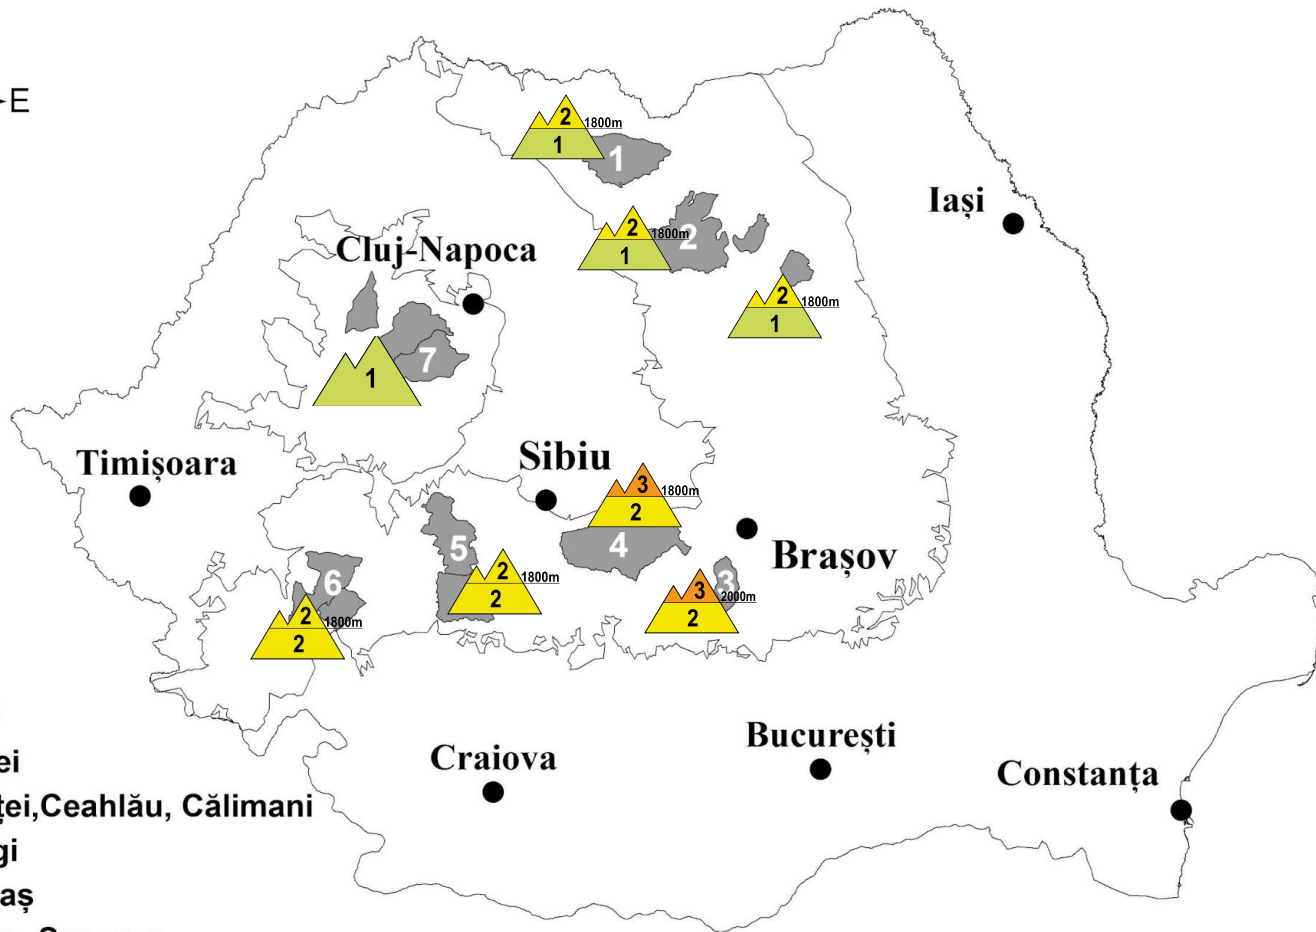 E
2
1800m
1
1
2
1800m
2
1
Iași
Cluj-Napoca
2
1800m
1
7
1
Timișoara
Sibiu
3
1800m
2
4
5
Brașov
2
1800m
2
6
3
3
2000m
2
2
1800m
2
ei
ței,Ceahlău, Călimani
gi
aș
Craiova
București
Constanța